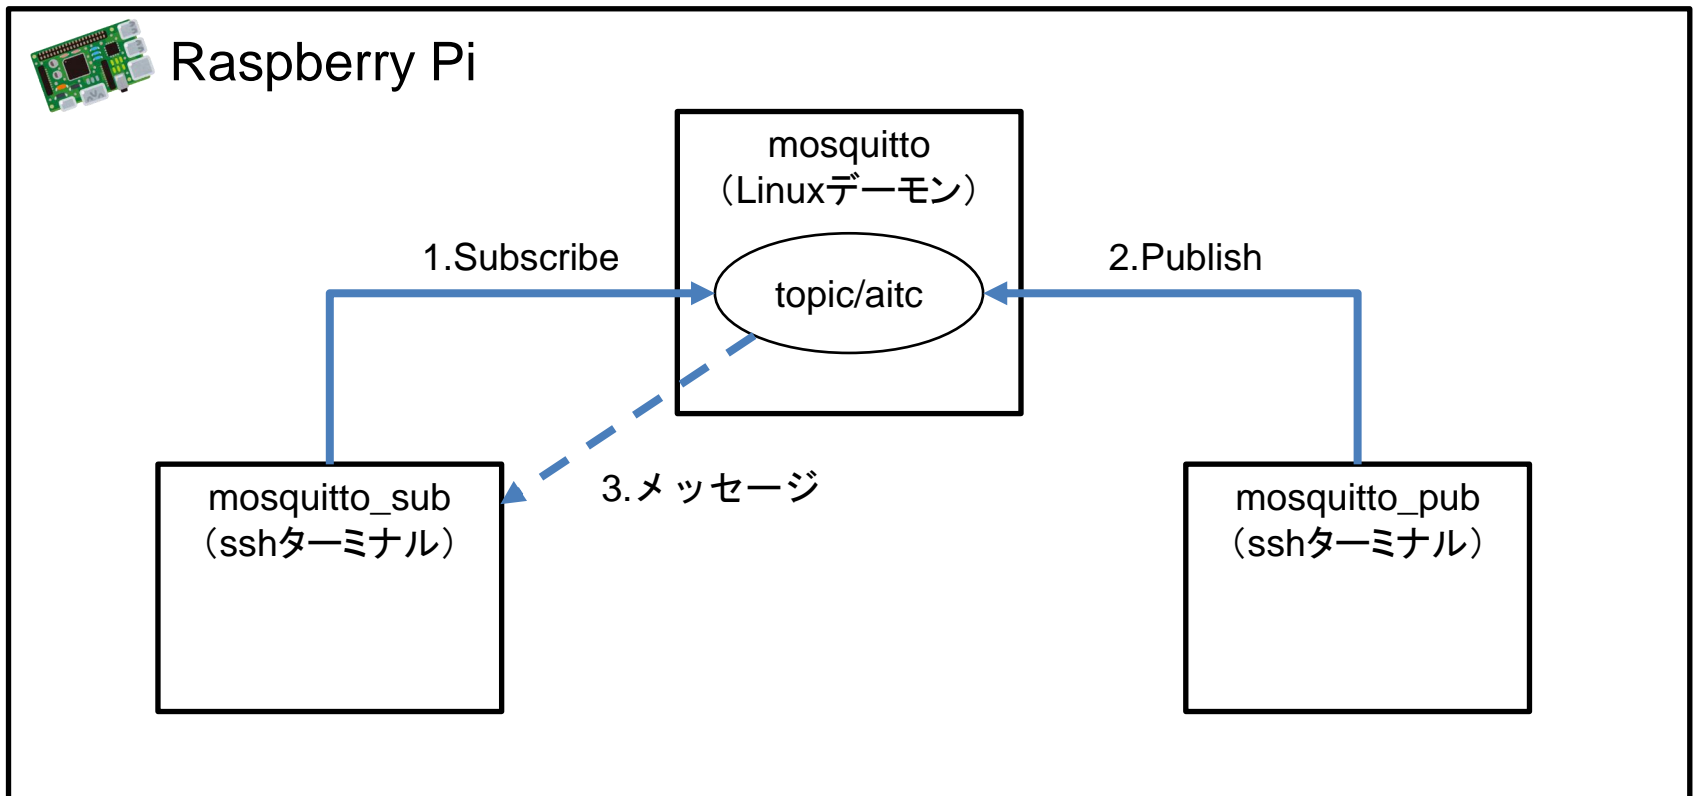 Raspberry Pi
mosquitto
（Linuxデーモン）
1.Subscribe
2.Publish
topic/aitc
3.メッセージ
mosquitto_sub
（sshターミナル）
mosquitto_pub
（sshターミナル）